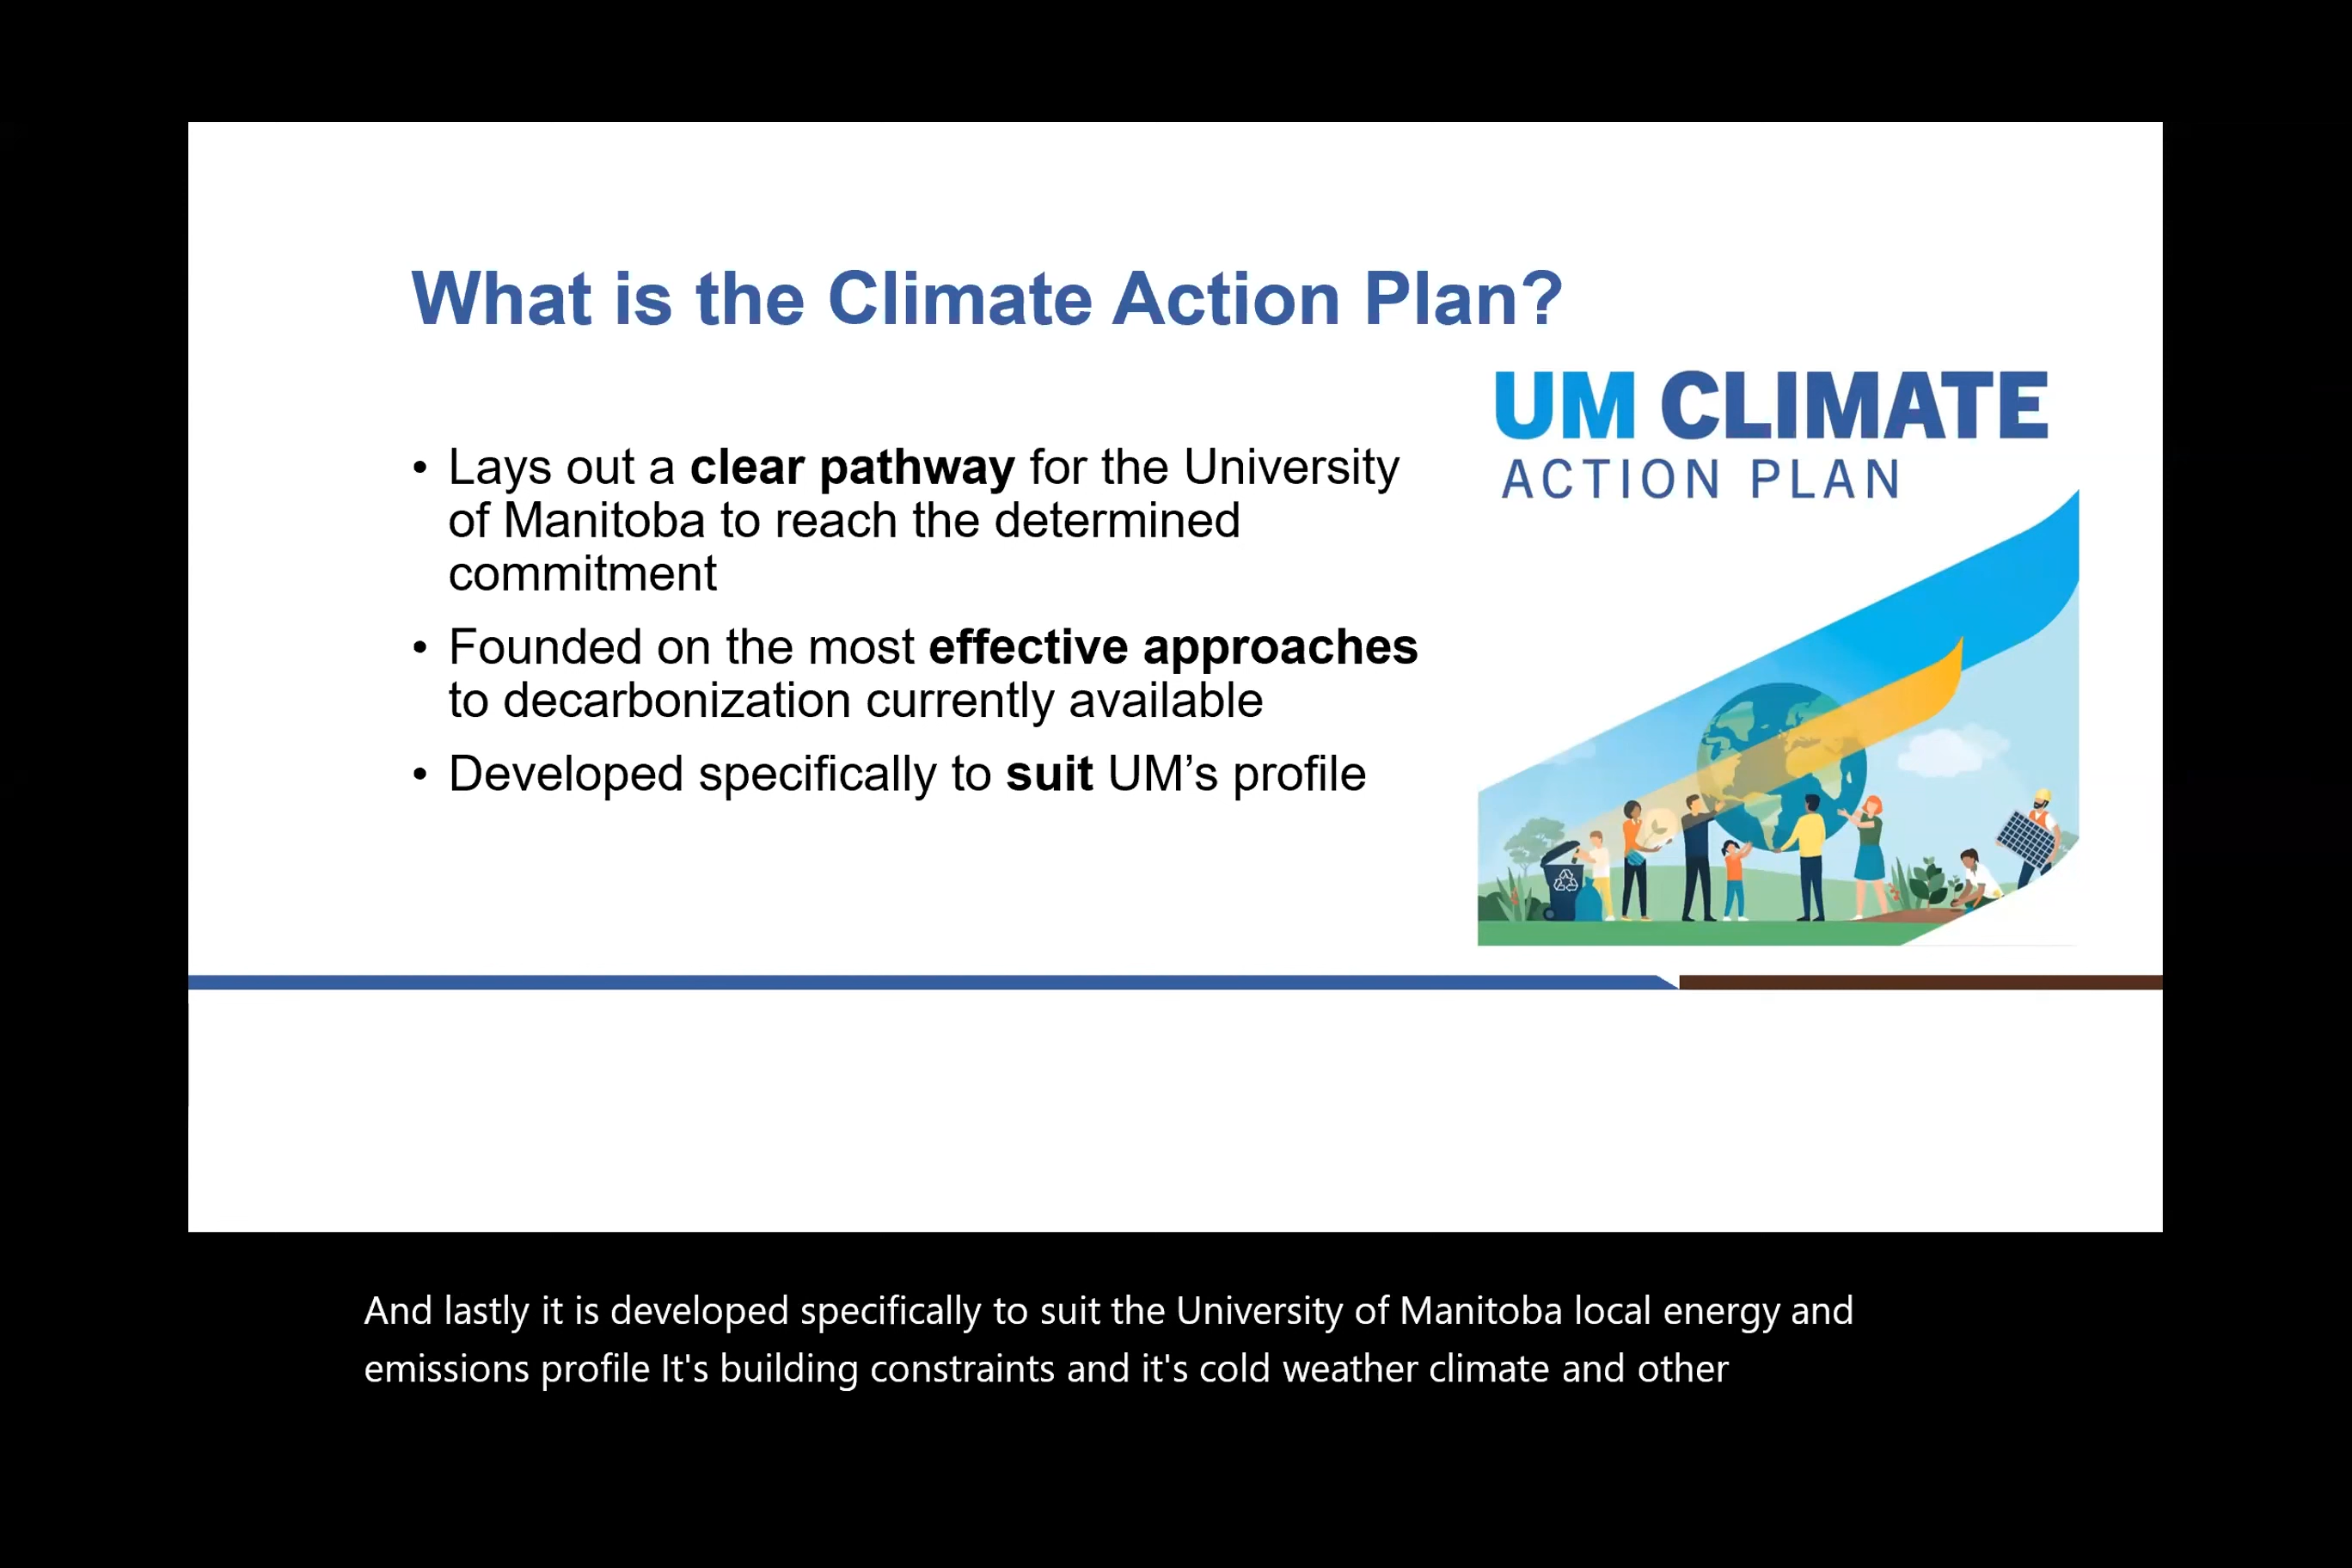 What is the Climate Action Plan?
UM CLIMATE
ACTION PLAN
• Lays out a clear pathway for the University
of Manitoba to reach the determined
commitment
• Founded on the most effective approaches
to decarbonization currently available
• Developed specifically to suit UM’s profile
And lastly it is developed specifically to suit the University of Manitoba local energy and
emissions profile It's building constraints and it's cold weather climate and other